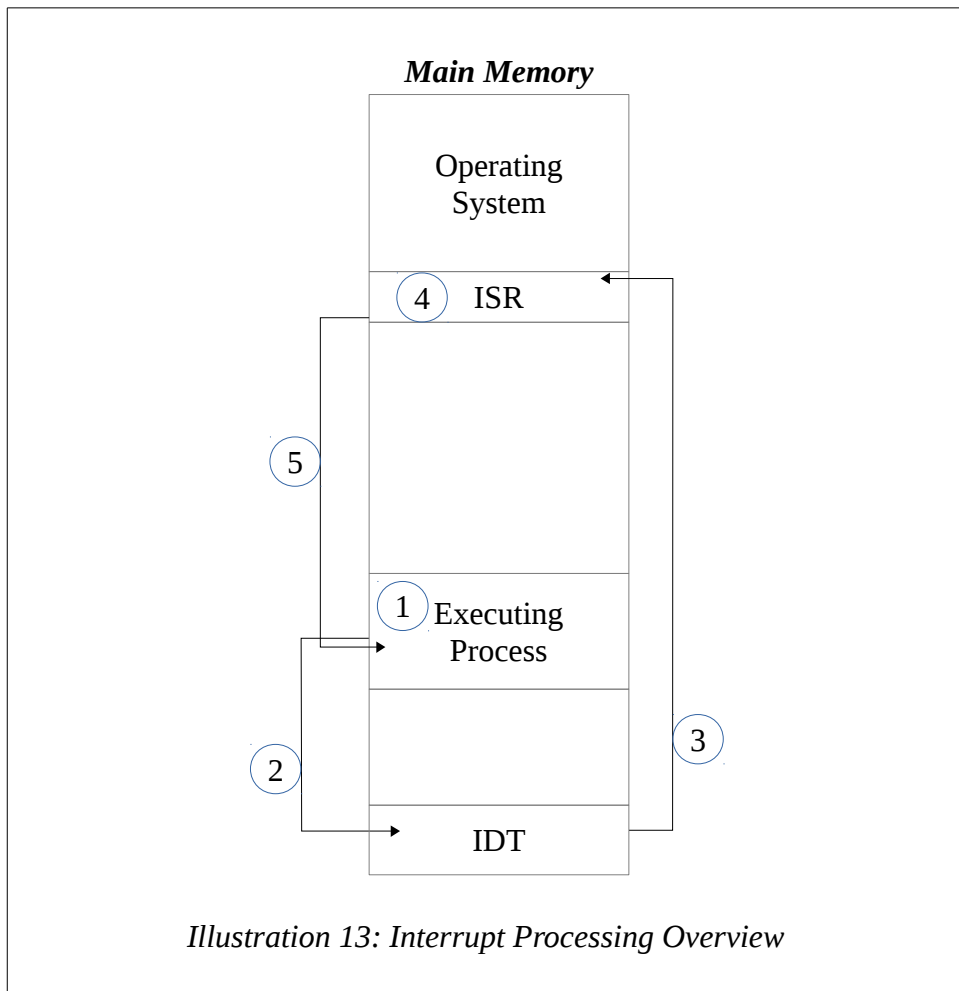 Main Memory
Operating
System
4
ISR
5
1
Executing
Process
3
2
IDT
Illustration 13: Interrupt Processing Overview